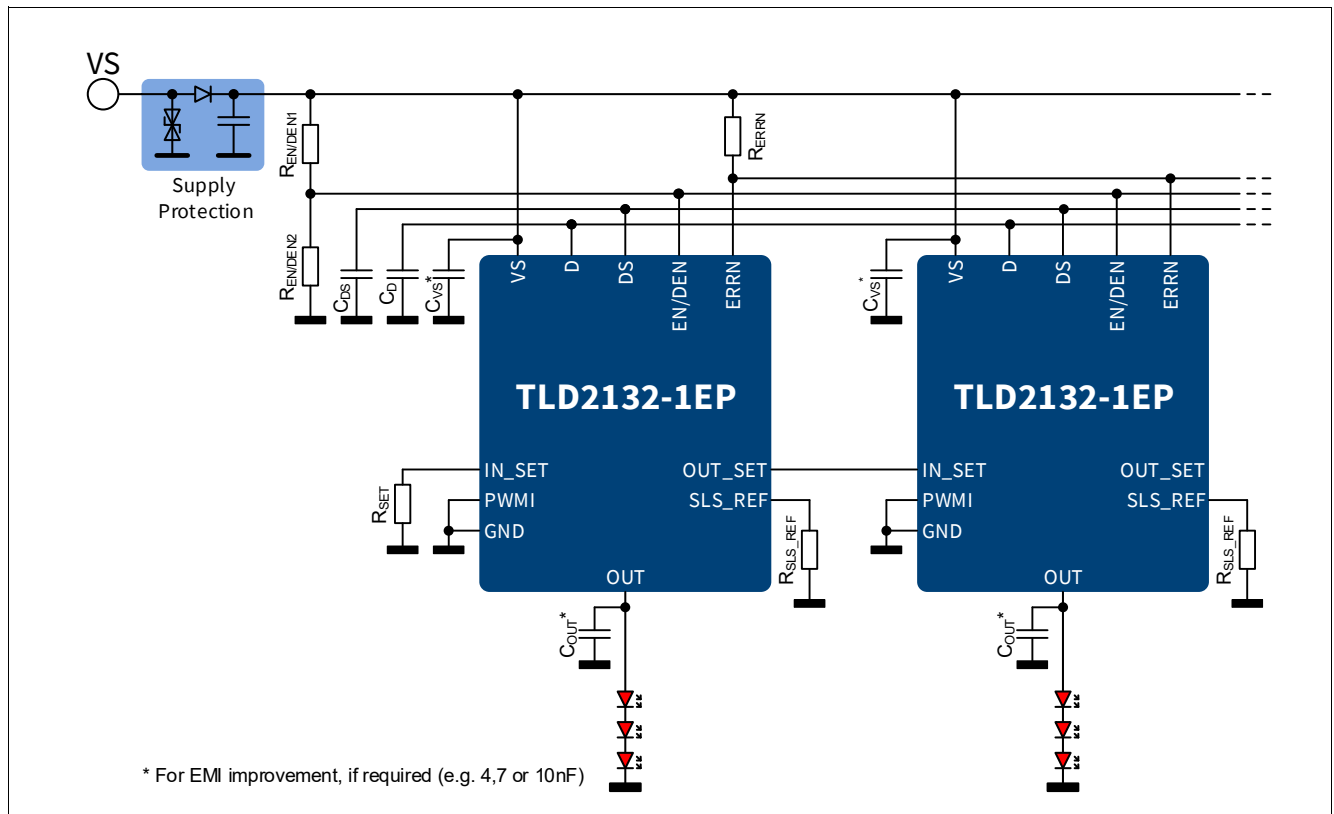 VS
Supply
Protection
REN/DEN1
REN/DEN2
RERRN
CDS
CD
CVS*
CVS*
VS
D
DS
EN/DEN
ERRN
VS
D
DS
EN/DEN
ERRN
TLD2132-1EP
TLD2132-1EP
IN_SET
PWMI
GND
OUT_SET
SLS_REF
OUT
IN_SET
PWMI
GND
OUT_SET
SLS_REF
OUT
RSET
RSLS_REF
RSLS_REF
COUT*
COUT*
* For EMI improvement, if required (e.g. 4,7 or 10nF)